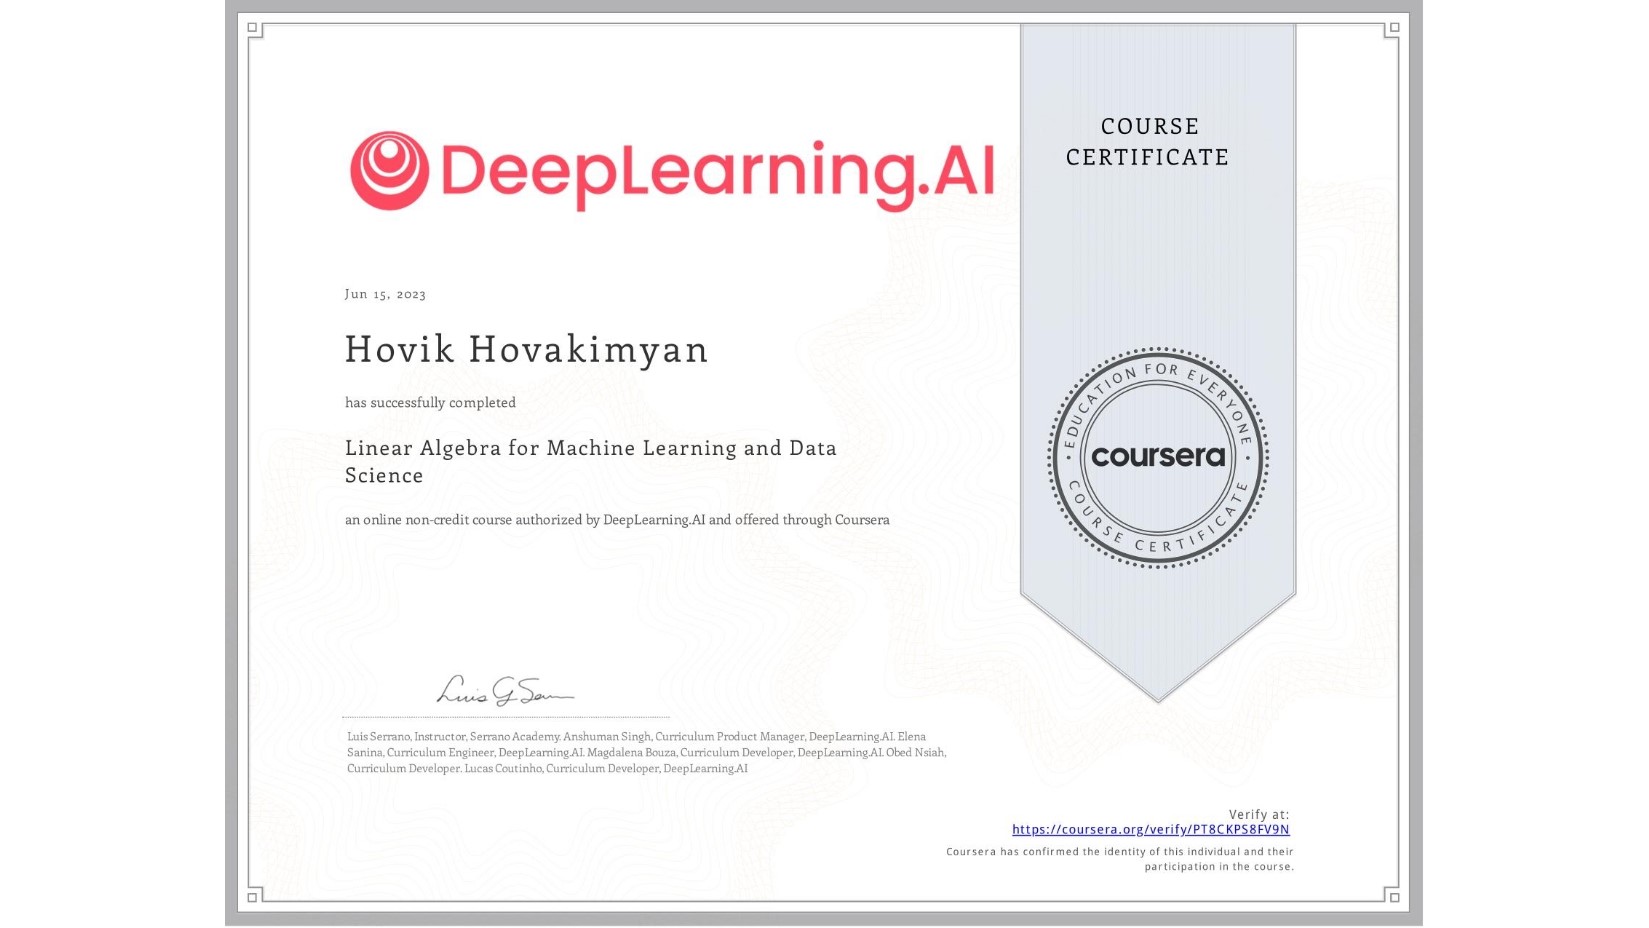 COURSE
CERTIFICATE
DeepLearning.AI
Jun 15, 2023
Hovik Hovakimyan
has successfully completed
Linear Algebra for Machine Learning and Data
Science
an online non-credit course authorized by DeepLearning.AI and offered through Coursera
EDUCATION FOR EVERYONE
coursera
COURSE CERTIFICATE
Luis G Serr
Luis Serrano, Instructor, Serrano Academy. Anshuman Singh, Curriculum Product Manager, DeepLearning.AI. Elena
Sanina, Curriculum Engineer, DeepLearning.AI. Magdalena Bouza, Curriculum Developer, DeepLearning.AI. Obed Nsiah,
Curriculum Developer. Lucas Coutinho, Curriculum Developer, DeepLearning.AI
Verify at:
https://coursera.org/verify/PT8CKPS8FV9N
Coursera has confirmed the identity of this individual and their
participation in the course.